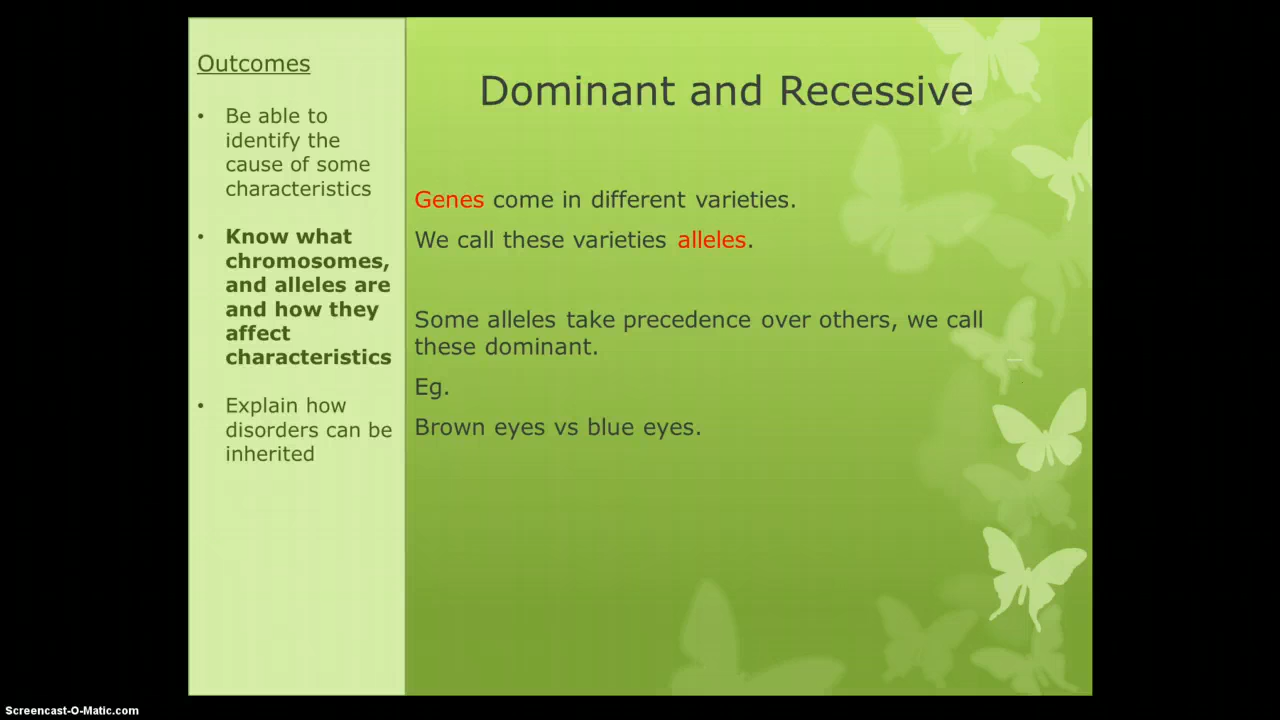 Outcomes
• Be able to
identify the
cause of some
characteristics
• Know what
chromosomes,
and alleles are
and how they
affect
characteristics
• Explain how
disorders can be
inherited
Dominant and Recessive
Genes come in different varieties.
We call these varieties alleles.
Some alleles take precedence over others, we call
these dominant.
Eg.
Brown eyes vs blue eyes.
Screencast-O-Matic.com